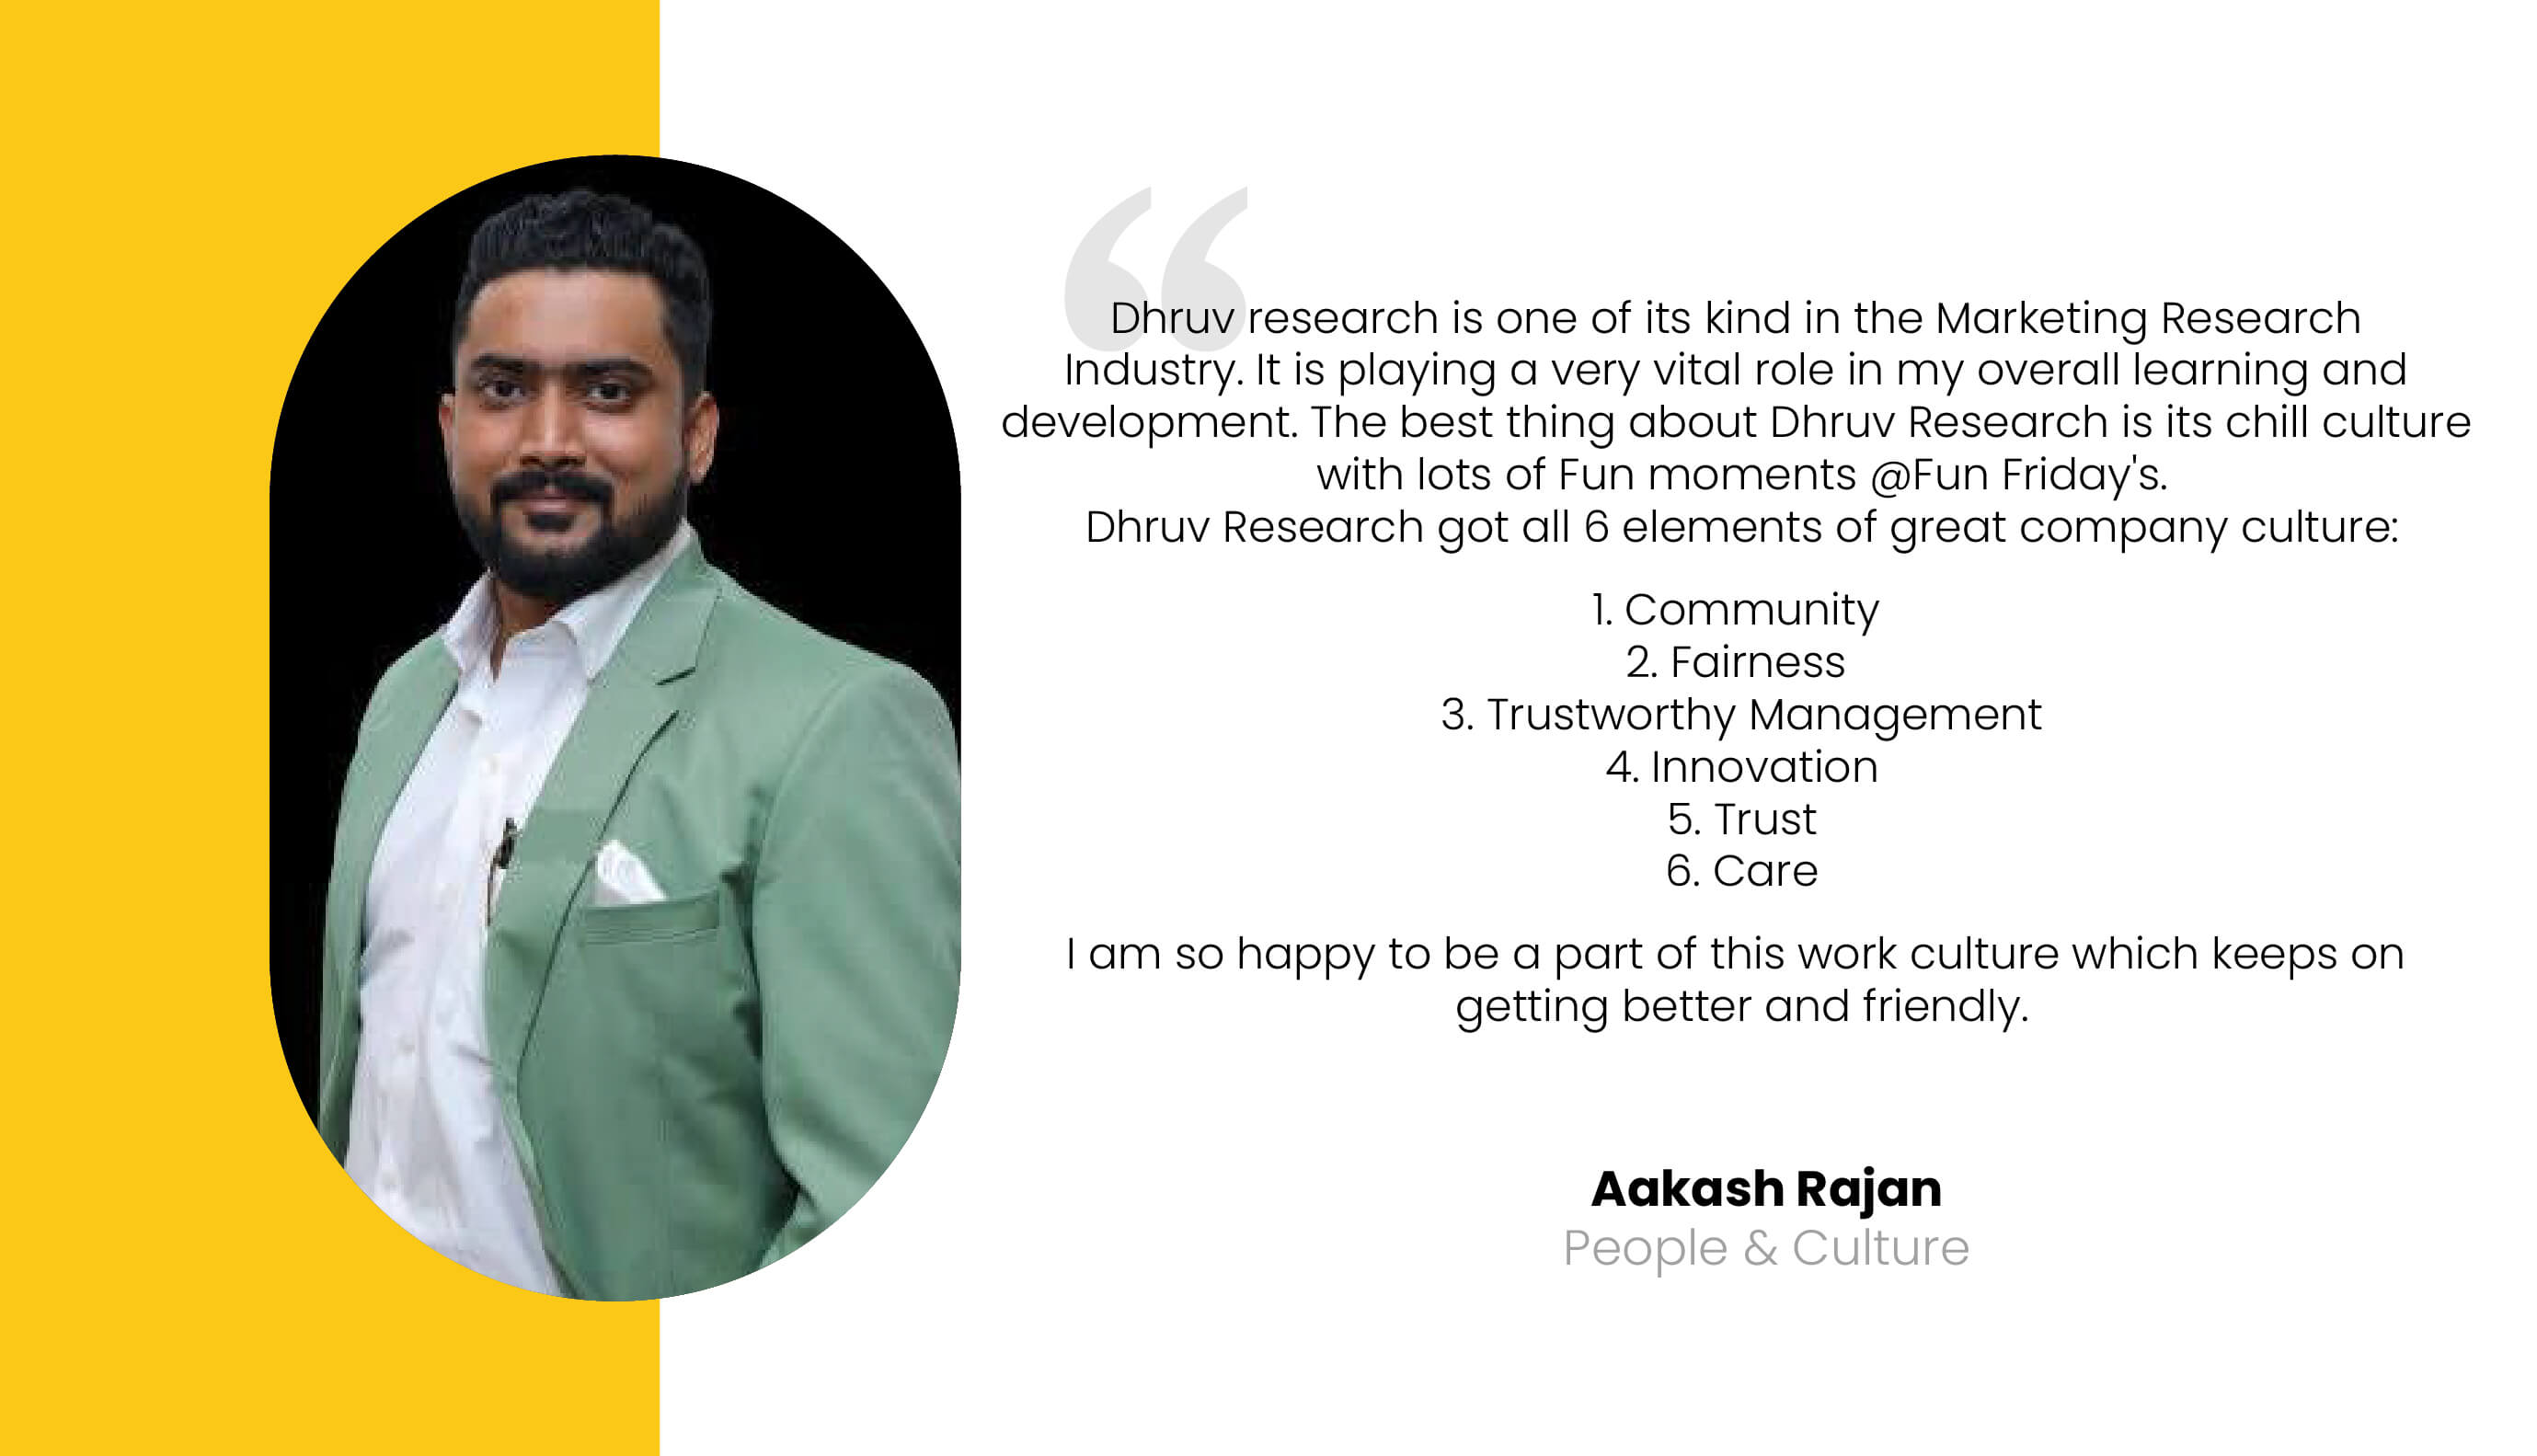 Dhruv research is one of its kind in the Marketing Research
Industry. It is playing a very vital role in my overall learning and
development. The best thing about Dhruv Research is its chill culture
with lots of Fun moments @Fun Friday's.
Dhruv Research got all 6 elements of great company culture:
1. Community
2. Fairness
3. Trustworthy Management
4. Innovation
5. Trust
6. Care
I am so happy to be a part of this work culture which keeps on
getting better and friendly.
Aakash Rajan
People & Culture